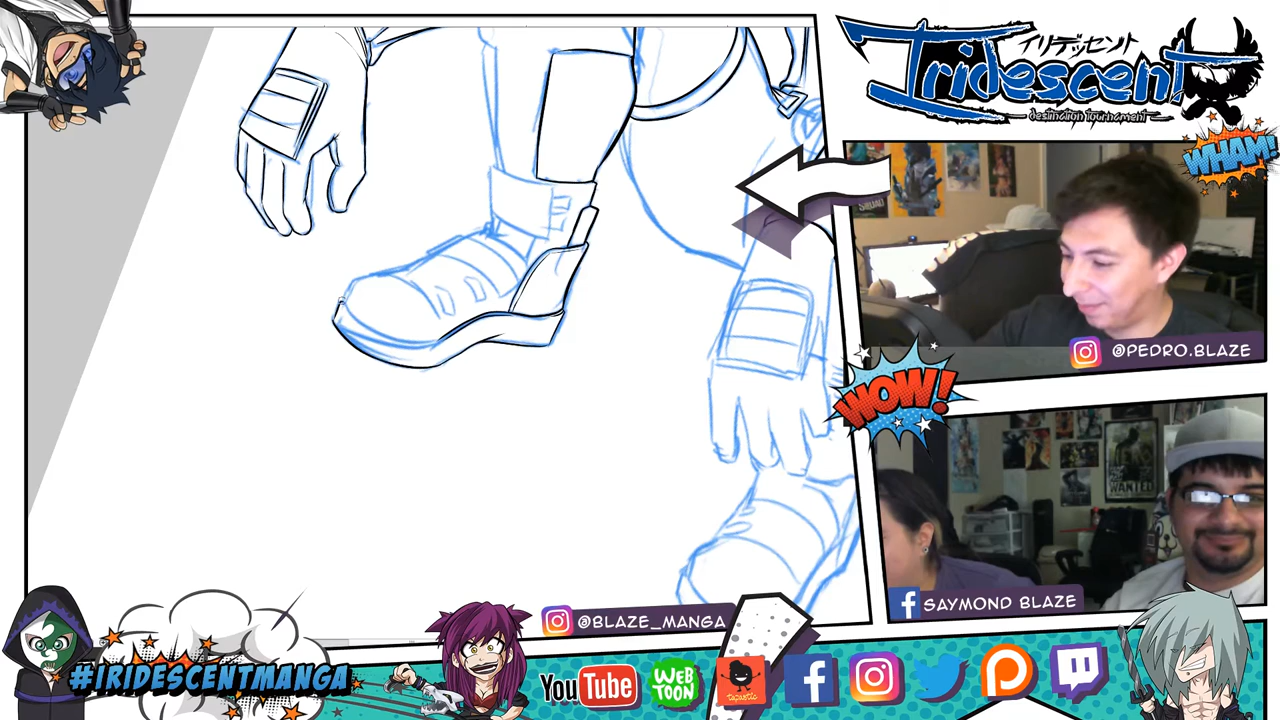 イリデッセント
Iridescent
destination tournament
WHAM!
@PEDRO.BLAZE
WOW!
WANTED
SAYMOND BLAZE
@BLAZE_MANGA
#IRIDESCENTMANGA
YouTube
WEB
TOON
tapastic